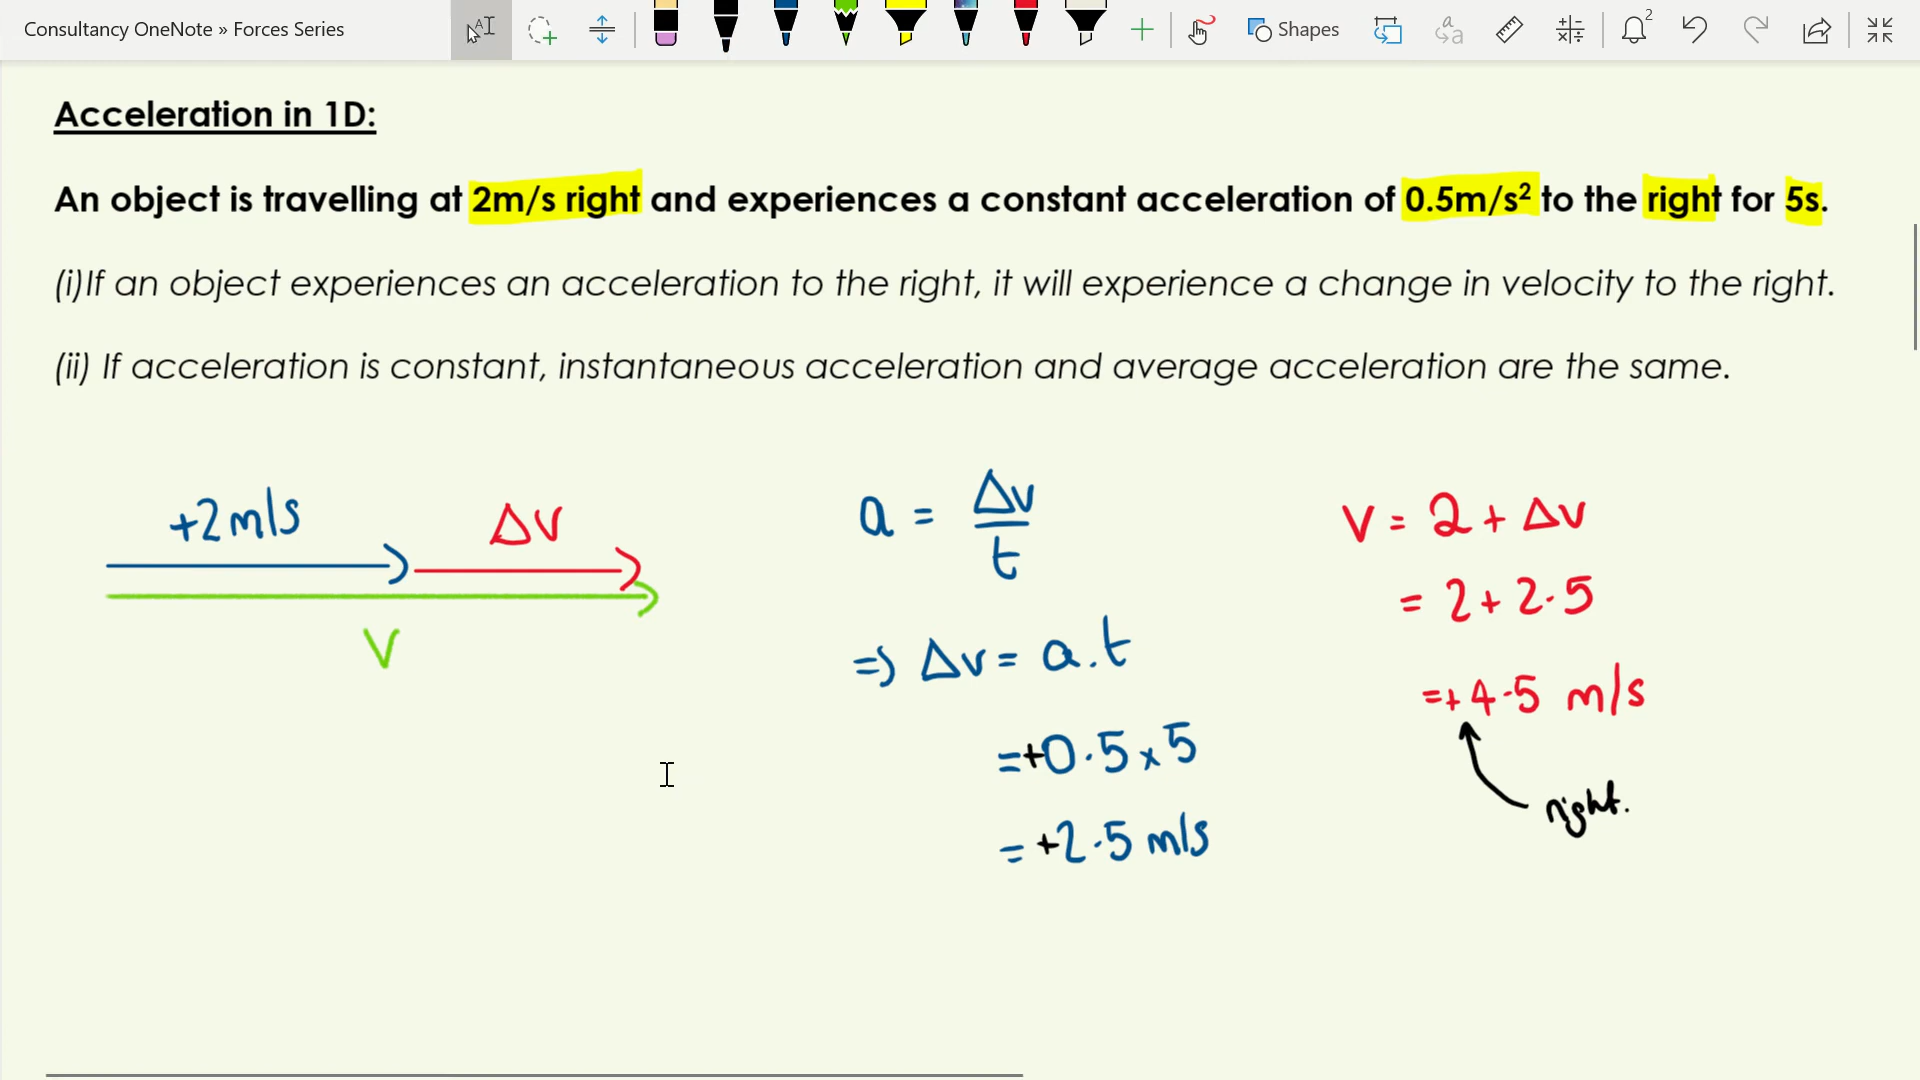 Consultancy OneNote » Forces Series
Shapes
2
Acceleration in 1D:
An object is travelling at 2m/s right and experiences a constant acceleration of 0.5m/s² to the right for 5s.
(i)If an object experiences an acceleration to the right, it will experience a change in velocity to the right.
(ii) If acceleration is constant, instantaneous acceleration and average acceleration are the same.
+2m/s
Δv
V
a = Δv/t
=> Δv = a.t
=+0.5x5
= +2.5 m/s
V = 2 + Δv
= 2+2.5
=+4.5 m/s
right.